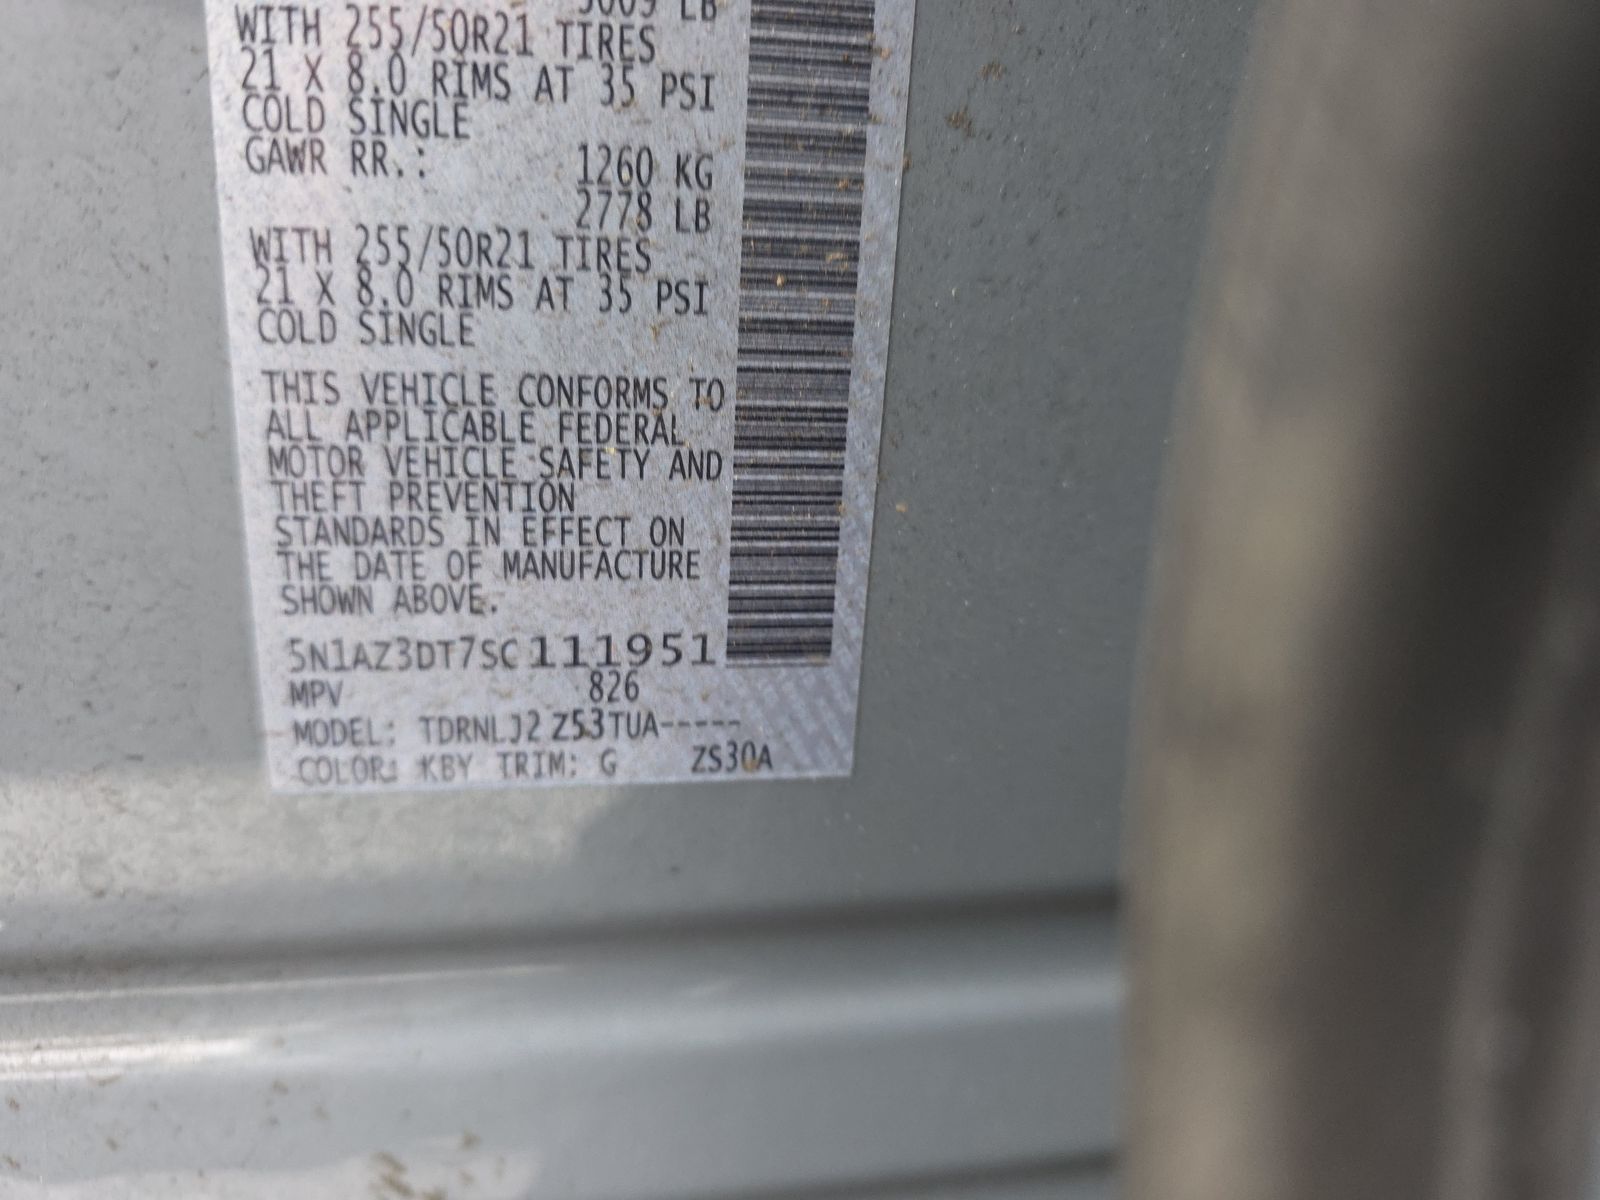 3009 LB
WITH 255/50R21 TIRES
21 X 8.0 RIMS AT 35 PSI
COLD SINGLE
GAWR RR.: 1260 KG
2778 LB
WITH 255/50R21 TIRES
21 X 8.0 RIMS AT 35 PSI
COLD SINGLE
THIS VEHICLE CONFORMS TO
ALL APPLICABLE FEDERAL
MOTOR VEHICLE SAFETY AND
THEFT PREVENTION
STANDARDS IN EFFECT ON
THE DATE OF MANUFACTURE
SHOWN ABOVE.
5N1AZ3DT7SC111951
MPV 826
MODEL: TDRNLJ2 Z53TUA-----
COLOR: KBY TRIM: G ZS30A